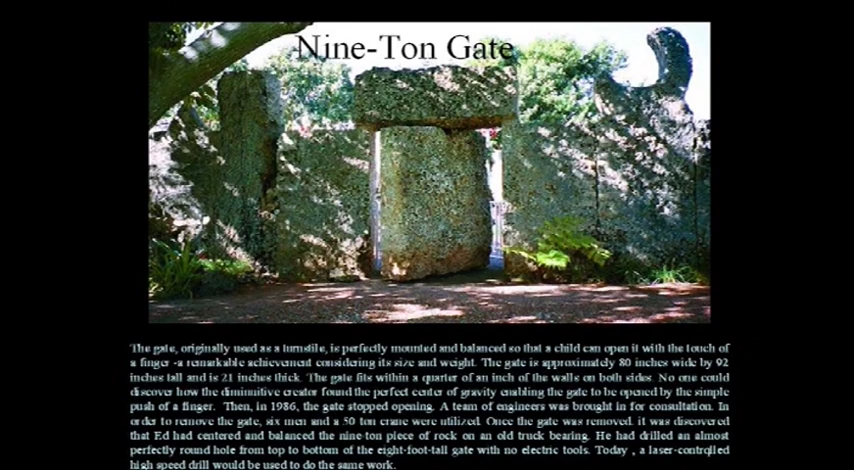 Nine-Ton Gate
The gate, originally used as a turnstile, is perfectly mounted and balanced so that a child can open it with the touch of
a finger -a remarkable achievement considering its size and weight. The gate is approximately 80 inches wide by 92
inches tall and is 21 inches thick. The gate fits within a quarter of an inch of the walls on both sides. No one could
discover how the diminutive creator found the perfect center of gravity enabling the gate to be opened by the simple
push of a finger. Then, in 1986, the gate stopped opening. A team of engineers was brought in for consultation. In
order to remove the gate, six men and a 50 ton crane were utilized. Once the gate was removed, it was discovered
that Ed had centered and balanced the nine-ton piece of rock on an old truck bearing. He had drilled an almost
perfectly round hole from top to bottom of the eight-foot-tall gate with no electric tools. Today , a laser-controlled
high speed drill would be used to do the same work.